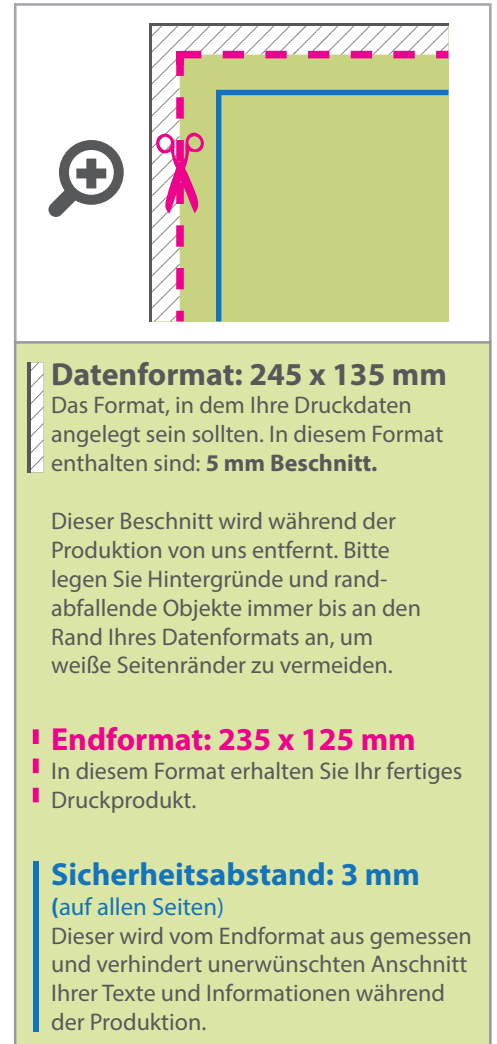 Datenformat: 245 x 135 mm
Das Format, in dem Ihre Druckdaten
angelegt sein sollten. In diesem Format
enthalten sind: 5 mm Beschnitt.
Dieser Beschnitt wird während der
Produktion von uns entfernt. Bitte
legen Sie Hintergründe und rand-
abfallende Objekte immer bis an den
Rand Ihres Datenformats an, um
weiße Seitenränder zu vermeiden.
Endformat: 235 x 125 mm
In diesem Format erhalten Sie Ihr fertiges
Druckprodukt.
Sicherheitsabstand: 3 mm
(auf allen Seiten)
Dieser wird vom Endformat aus gemessen
und verhindert unerwünschten Anschnitt
Ihrer Texte und Informationen während
der Produktion.